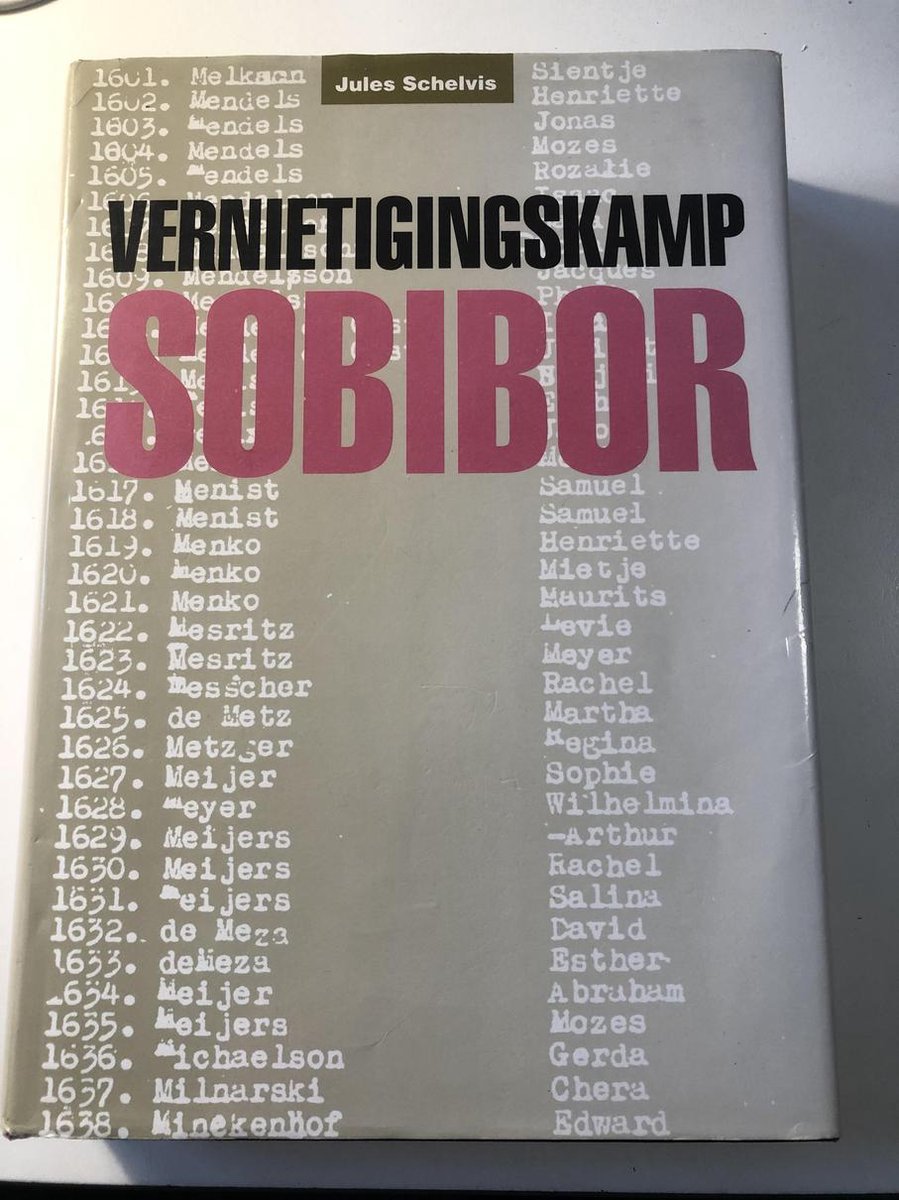 Jules Schelvis
1601. Melkman Sientje
1602. Mendels Henriette
1603. Mendels Jonas
1604. Mendels Mozes
1605. Mendels Rozalie
VERNIETIGINGSKAMP
1609. Mendelsson Jacques
SOBIBOR
1617. Menist Samuel
1618. Menist Samuel
1619. Menko Henriette
1620. Menko Mietje
1621. Menko Maurits
1622. Mesritz Levie
1623. Mesritz Meyer
1624. Messcher Rachel
1625. de Metz Martha
1626. Metzger Regina
1627. Meijer Sophie
1628. Meyer Wilhelmina
1629. Meijers -Arthur
1630. Meijers Rachel
1631. Meijers Salina
1632. de Meza David
1633. deMeza Esther
1634. Meijer Abraham
1635. Meijers Mozes
1636. Michaelson Gerda
1637. Milnarski Chera
1638. Minekenhof Edward